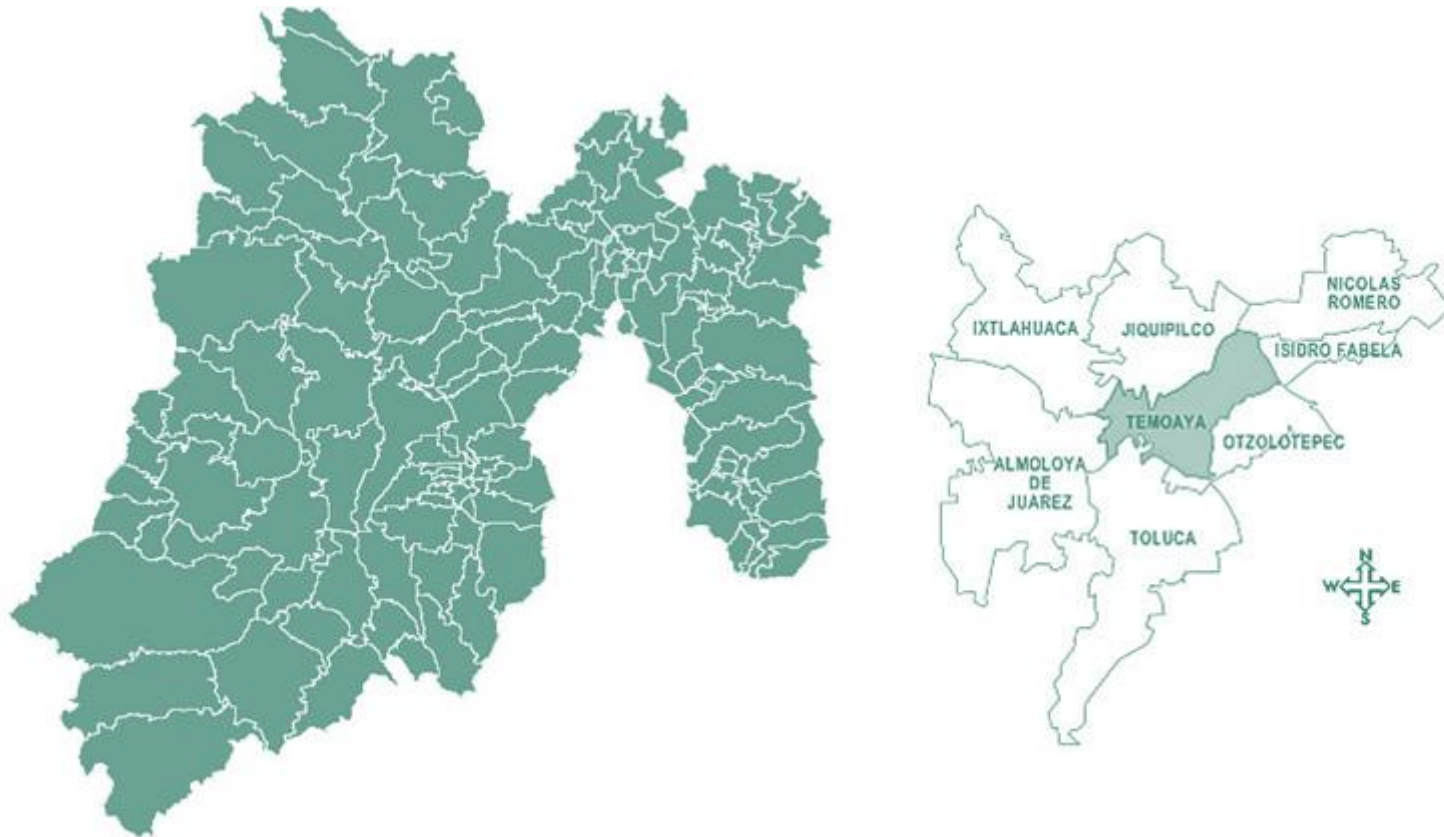 NICOLAS
ROMERO
IXTLAHUACA
JIQUIPILCO
ISIDRO FABELA
TEMOAYA
OTZOLOTEPEC
ALMOLOYA
DE
JUAREZ
TOLUCA
N
W E
S